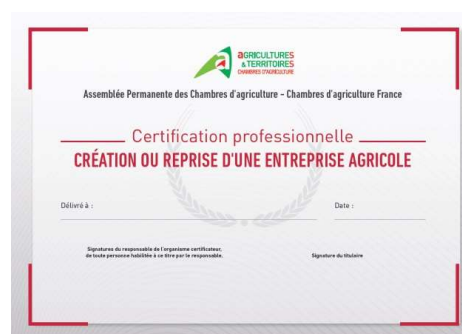 AGRICULTURES
& TERRITOIRES
CHAMBRES D'AGRICULTURE
Assemblée Permanente des Chambres d'agriculture - Chambres d'agriculture France
Certification professionnelle
CRÉATION OU REPRISE D'UNE ENTREPRISE AGRICOLE
Délivré à :
Date :
Signatures du responsable de l'organisme certificateur,
de toute personne habilitée à ce titre par le responsable.
Signature du titulaire